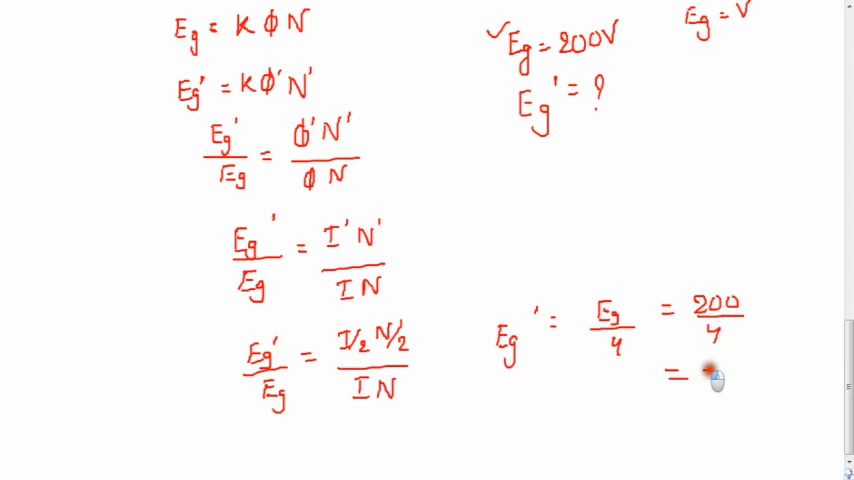 Eg = KΦN
Eg' = KΦ'N'
Eg'/Eg = Φ'N'/ΦN
Eg'/Eg = I'N'/IN
Eg'/Eg = I/2 N/2'/IN
Eg = V
✓Eg = 200V
Eg' = ?
Eg' = Eg/4 = 200/4
=